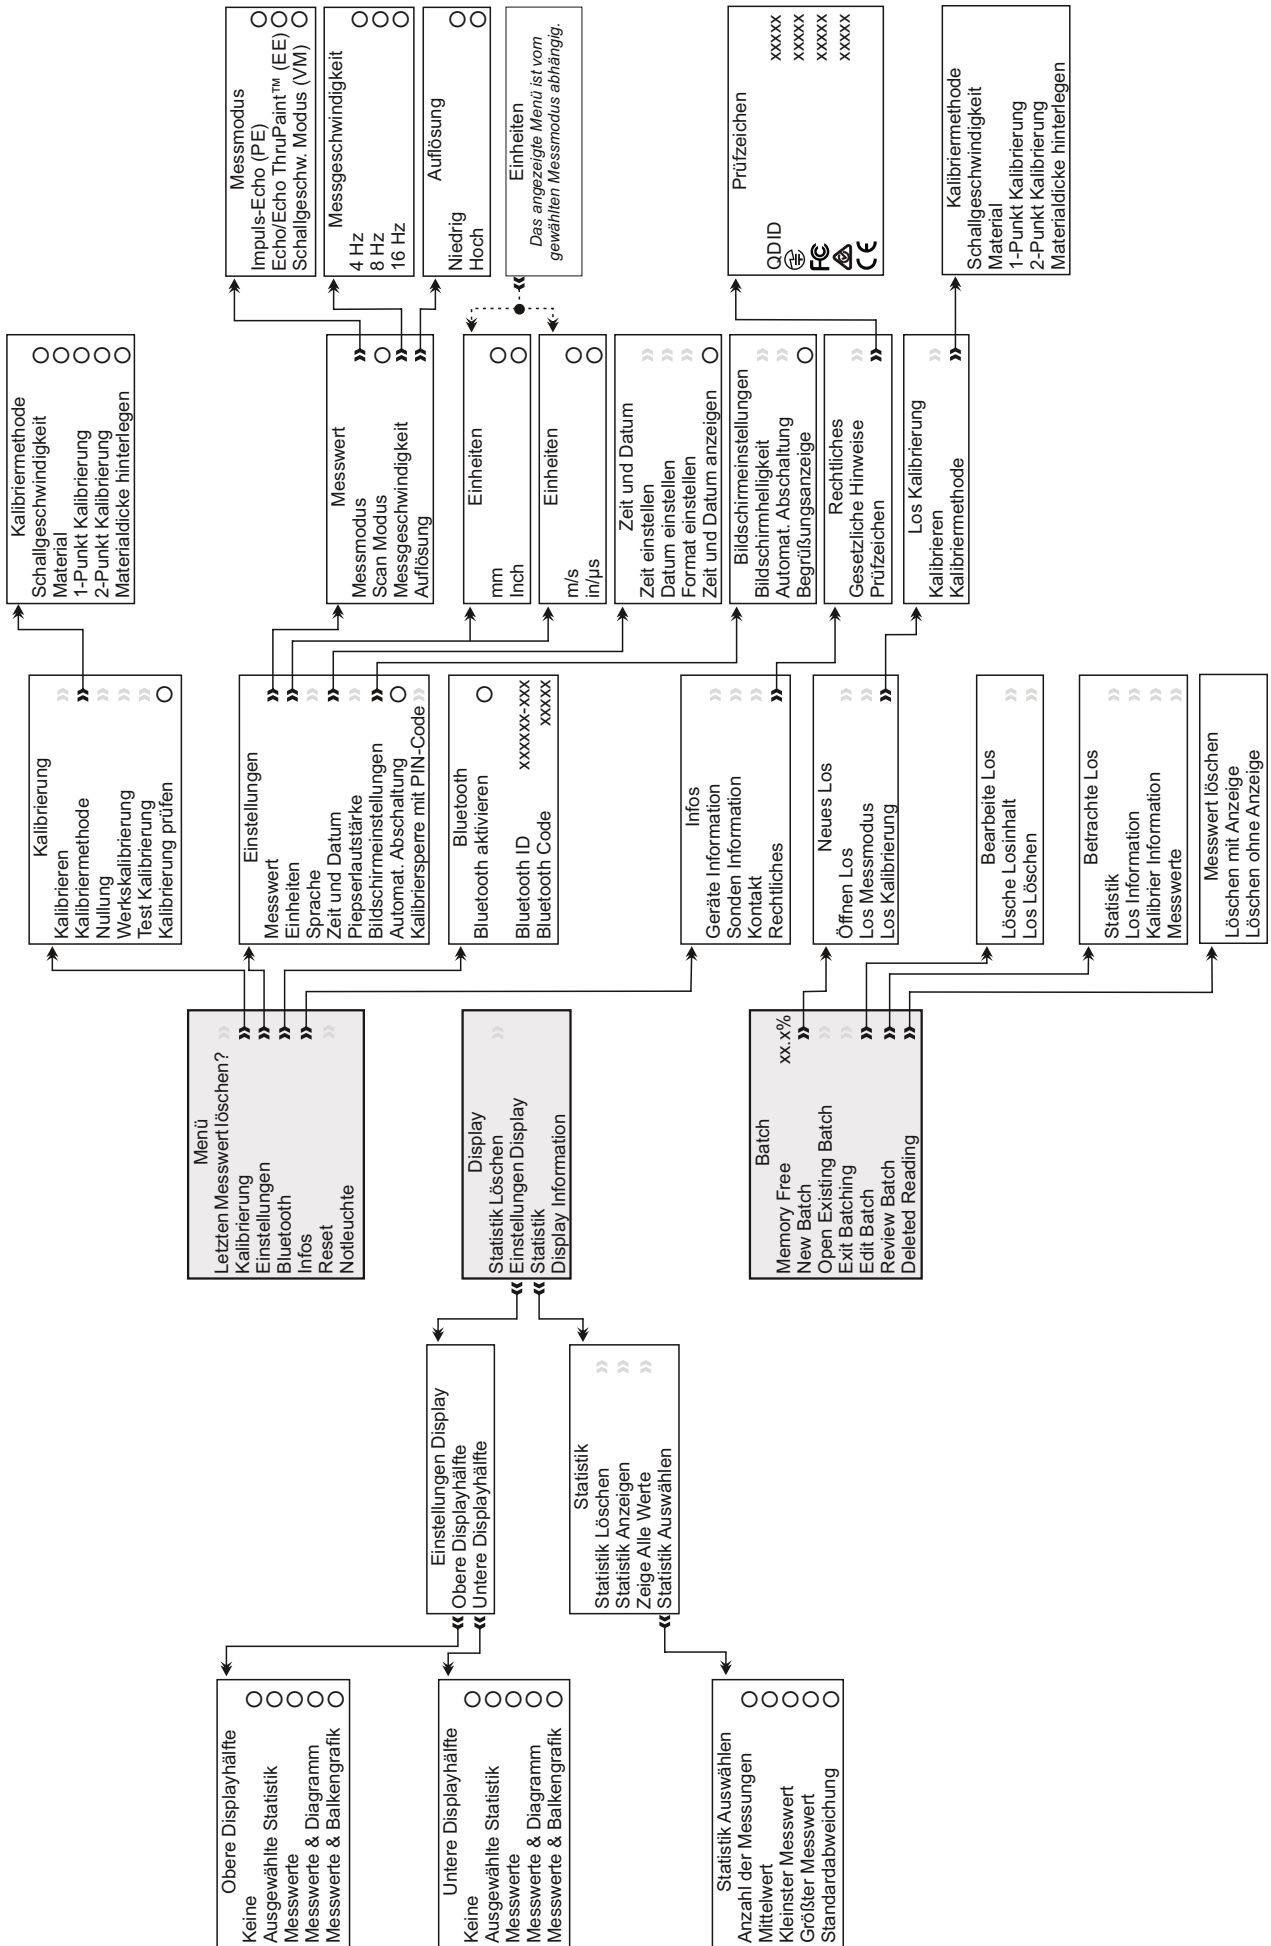 Obere Displayhälfte
Keine
Ausgewählte Statistik
Messwerte
Messwerte & Diagramm
Messwerte & Balkengrafik
Untere Displayhälfte
Keine
Ausgewählte Statistik
Messwerte
Messwerte & Diagramm
Messwerte & Balkengrafik
Statistik Auswählen
Anzahl der Messungen
Mittelwert
Kleinster Messwert
Größter Messwert
Standardabweichung
Einstellungen Display
Obere Displayhälfte
Untere Displayhälfte
Statistik
Statistik Löschen
Statistik Anzeigen
Zeige Alle Werte
Statistik Auswählen
Menü
Letzten Messwert löschen?
Kalibrierung
Einstellungen
Bluetooth
Infos
Reset
Notleuchte
Display
Statistik Löschen
Einstellungen Display
Statistik
Display Information
Batch
Memory Free xx.x%
New Batch
Open Existing Batch
Exit Batching
Edit Batch
Review Batch
Deleted Reading
Kalibrierung
Kalibrieren
Kalibriermethode
Nullung
Werkskalibrierung
Test Kalibrierung
Kalibrierung prüfen
Einstellungen
Messwert
Einheiten
Sprache
Zeit und Datum
Piepserlautstärke
Bildschirmeinstellungen
Automat. Abschaltung
Kalibriersperre mit PIN-Code
Bluetooth
Bluetooth aktivieren
Bluetooth ID xxxxxx-xxx
Bluetooth Code xxxxx
Infos
Geräte Information
Sonden Information
Kontakt
Rechtliches
Neues Los
Öffnen Los
Los Messmodus
Los Kalibrierung
Bearbeite Los
Lösche Losinhalt
Los Löschen
Betrachte Los
Statistik
Los Information
Kalibrier Information
Messwerte
Messwert löschen
Löschen mit Anzeige
Löschen ohne Anzeige
Kalibriermethode
Schallgeschwindigkeit
Material
1-Punkt Kalibrierung
2-Punkt Kalibrierung
Materialdicke hinterlegen
Messwert
Messmodus
Scan Modus
Messgeschwindigkeit
Auflösung
Einheiten
mm
Inch
Einheiten
m/s
in/µs
Zeit und Datum
Zeit einstellen
Datum einstellen
Format einstellen
Zeit und Datum anzeigen
Bildschirmeinstellungen
Bildschirmhelligkeit
Automat. Abschaltung
Begrüßungsanzeige
Rechtliches
Gesetzliche Hinweise
Prüfzeichen
Los Kalibrierung
Kalibrieren
Kalibriermethode
Messmodus
Impuls-Echo (PE)
Echo/Echo ThruPaint™ (EE)
Schallgeschw. Modus (VM)
Messgeschwindigkeit
4 Hz
8 Hz
16 Hz
Auflösung
Niedrig
Hoch
Einheiten
Das angezeigte Menü ist vom
gewählten Messmodus abhängig.
Prüfzeichen
QDID xxxxx
xxxxx
FC xxxxx
CE xxxxx
Kalibriermethode
Schallgeschwindigkeit
Material
1-Punkt Kalibrierung
2-Punkt Kalibrierung
Materialdicke hinterlegen